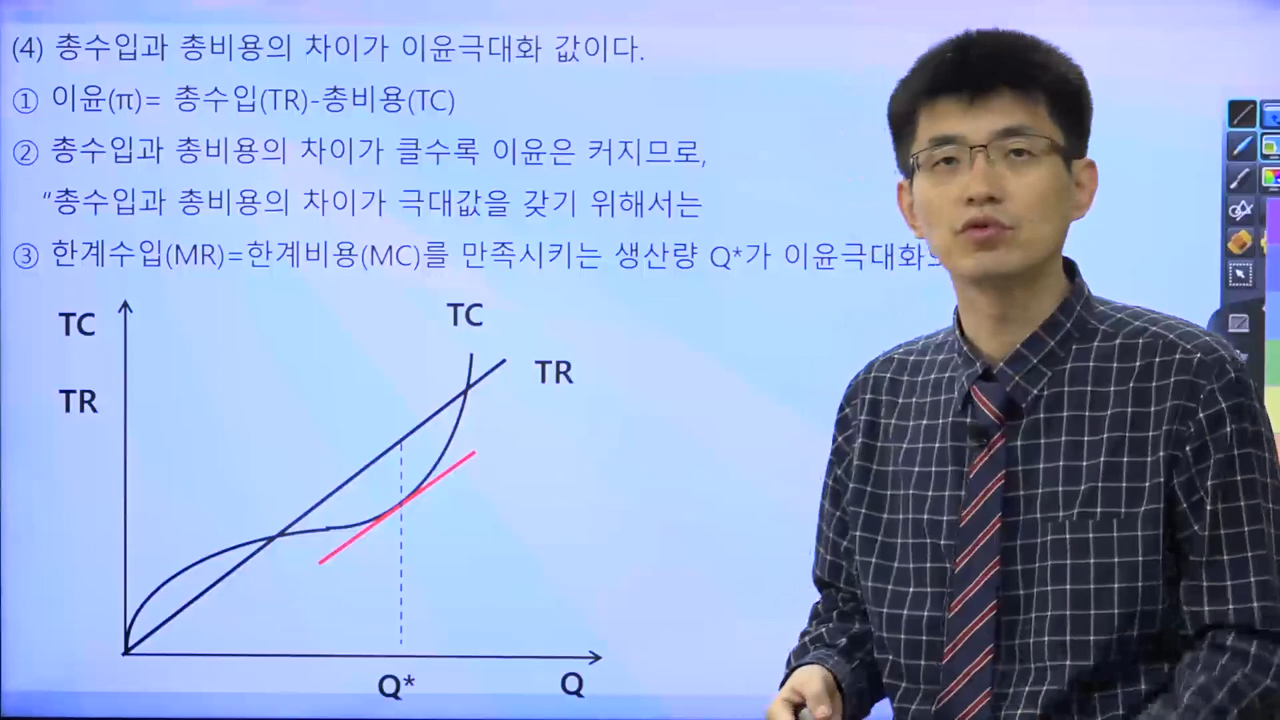 (4) 총수입과 총비용의 차이가 이윤극대화 값이다.
① 이윤(π)= 총수입(TR)-총비용(TC)
② 총수입과 총비용의 차이가 클수록 이윤은 커지므로,
“총수입과 총비용의 차이가 극대값을 갖기 위해서는
③ 한계수입(MR)=한계비용(MC)를 만족시키는 생산량 Q*가 이윤극대화
TC
TC
TR
TR
Q*
Q